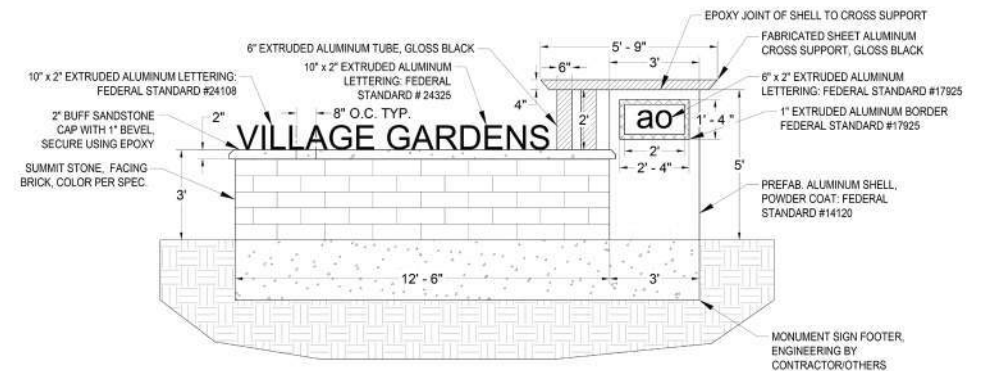 EPOXY JOINT OF SHELL TO CROSS SUPPORT
FABRICATED SHEET ALUMINUM
CROSS SUPPORT, GLOSS BLACK
5' - 9"
6" EXTRUDED ALUMINUM TUBE, GLOSS BLACK
10" x 2" EXTRUDED ALUMINUM
LETTERING: FEDERAL
STANDARD # 24325
6"
3'
10" x 2" EXTRUDED ALUMINUM LETTERING:
FEDERAL STANDARD #24108
6" x 2" EXTRUDED ALUMINUM
LETTERING: FEDERAL STANDARD #17925
4"
8" O.C. TYP.
2" BUFF SANDSTONE
CAP WITH 1" BEVEL,
SECURE USING EPOXY
2"
VILLAGE GARDENS
2'
ao
1' - 4 "
1" EXTRUDED ALUMINUM BORDER
FEDERAL STANDARD #17925
2'
2' - 4"
5'
SUMMIT STONE, FACING
BRICK, COLOR PER SPEC.
3'
PREFAB. ALUMINUM SHELL,
POWDER COAT: FEDERAL
STANDARD #14120
12' - 6"
3'
MONUMENT SIGN FOOTER,
ENGINEERING BY
CONTRACTOR/OTHERS